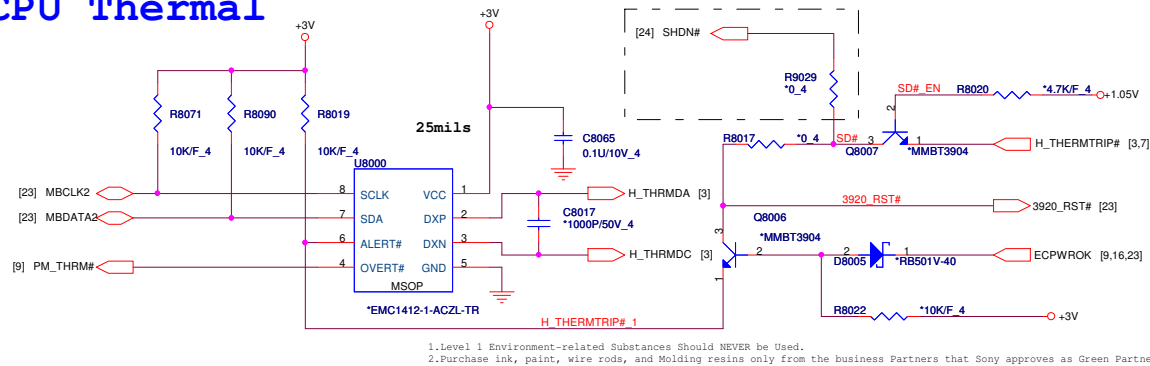 CPU Thermal
+3V
+3V
[24] SHDN#
R9029
*0_4
SD#_EN
R8020
*4.7K/F_4
+1.05V
2
R8071
R8090
R8019
25mils
C8065
0.1U/10V_4
10K/F_4
10K/F_4
10K/F_4
R8017
*0_4
SD#
3
1
Q8007
*MMBT3904
H_THERMTRIP# [3,7]
U8000
[23] MBCLK2
8
SCLK
VCC
1
H_THRMDA [3]
[23] MBDATA2
7
SDA
DXP
2
C8017
*1000P/50V_4
3920_RST#
3920_RST# [23]
6
ALERT#
DXN
3
H_THRMDC [3]
3
Q8006
*MMBT3904
2
1
[9] PM_THRM#
4
OVERT#
GND
5
MSOP
2
D8005
1
*RB501V-40
ECPWROK [9,16,23]
*EMC1412-1-ACZL-TR
R8022
*10K/F_4
+3V
H_THERMTRIP#_1
1.Level 1 Environment-related Substances Should NEVER be Used.
2.Purchase ink, paint, wire rods, and Molding resins only from the business Partners that Sony approves as Green Partne